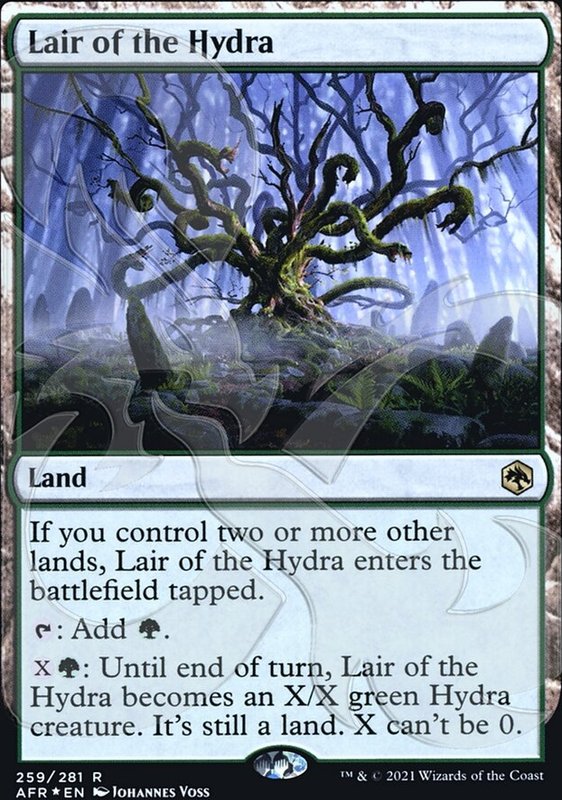 Lair of the Hydra
Land
If you control two or more other
lands, Lair of the Hydra enters the
battlefield tapped.
: Add .
X: Until end of turn, Lair of the
Hydra becomes an X/X green Hydra
creature. It's still a land. X can't be 0.
259/281 R
AFR★EN Johannes Voss
™ & © 2021 Wizards of the Coast